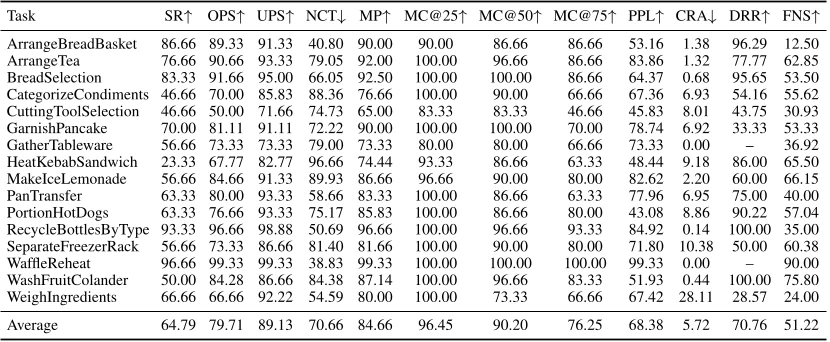 Task SR↑ OPS↑ UPS↑ NCT↓ MP↑ MC@25↑ MC@50↑ MC@75↑ PPL↑ CRA↓ DRR↑ FNS↑
ArrangeBreadBasket 86.66 89.33 91.33 40.80 90.00 90.00 86.66 86.66 53.16 1.38 96.29 12.50
ArrangeTea 76.66 90.66 93.33 79.05 92.00 100.00 96.66 86.66 83.86 1.32 77.77 62.85
BreadSelection 83.33 91.66 95.00 66.05 92.50 100.00 100.00 86.66 64.37 0.68 95.65 53.50
CategorizeCondiments 46.66 70.00 85.83 88.36 76.66 100.00 90.00 66.66 67.36 6.93 54.16 55.62
CuttingToolSelection 46.66 50.00 71.66 74.73 65.00 83.33 83.33 46.66 45.83 8.01 43.75 30.93
GarnishPancake 70.00 81.11 91.11 72.22 90.00 100.00 100.00 70.00 78.74 6.92 33.33 53.33
GatherTableware 56.66 73.33 73.33 79.00 73.33 80.00 80.00 66.66 73.33 0.00 – 36.92
HeatKebabSandwich 23.33 67.77 82.77 96.66 74.44 93.33 86.66 63.33 48.44 9.18 86.00 65.50
MakeIceLemonade 56.66 84.66 91.33 89.93 86.66 96.66 90.00 80.00 82.62 2.20 60.00 66.15
PanTransfer 63.33 80.00 93.33 58.66 83.33 100.00 86.66 63.33 77.96 6.95 75.00 40.00
PortionHotDogs 63.33 76.66 93.33 75.17 85.83 100.00 86.66 80.00 43.08 8.86 90.22 57.04
RecycleBottlesByType 93.33 96.66 98.88 50.69 96.66 100.00 96.66 93.33 84.92 0.14 100.00 35.00
SeparateFreezerRack 56.66 73.33 86.66 81.40 81.66 100.00 90.00 80.00 71.80 10.38 50.00 60.38
WaffleReheat 96.66 99.33 99.33 38.83 99.33 100.00 100.00 100.00 99.33 0.00 – 90.00
WashFruitColander 50.00 84.28 86.66 84.38 87.14 100.00 96.66 83.33 51.93 0.44 100.00 75.80
WeighIngredients 66.66 66.66 92.22 54.59 80.00 100.00 73.33 66.66 67.42 28.11 28.57 24.00
Average 64.79 79.71 89.13 70.66 84.66 96.45 90.20 76.25 68.38 5.72 70.76 51.22